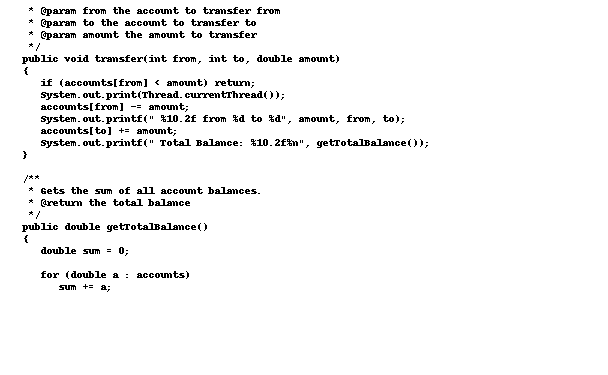 * @param from the account to transfer from
 * @param to the account to transfer to
 * @param amount the amount to transfer
 */
public void transfer(int from, int to, double amount)
{
   if (accounts[from] < amount) return;
   System.out.print(Thread.currentThread());
   accounts[from] -= amount;
   System.out.printf(" %10.2f from %d to %d", amount, from, to);
   accounts[to] += amount;
   System.out.printf(" Total Balance: %10.2f%n", getTotalBalance());
}
/**
 * Gets the sum of all account balances.
 * @return the total balance
 */
public double getTotalBalance()
{
   double sum = 0;
   for (double a : accounts)
      sum += a;